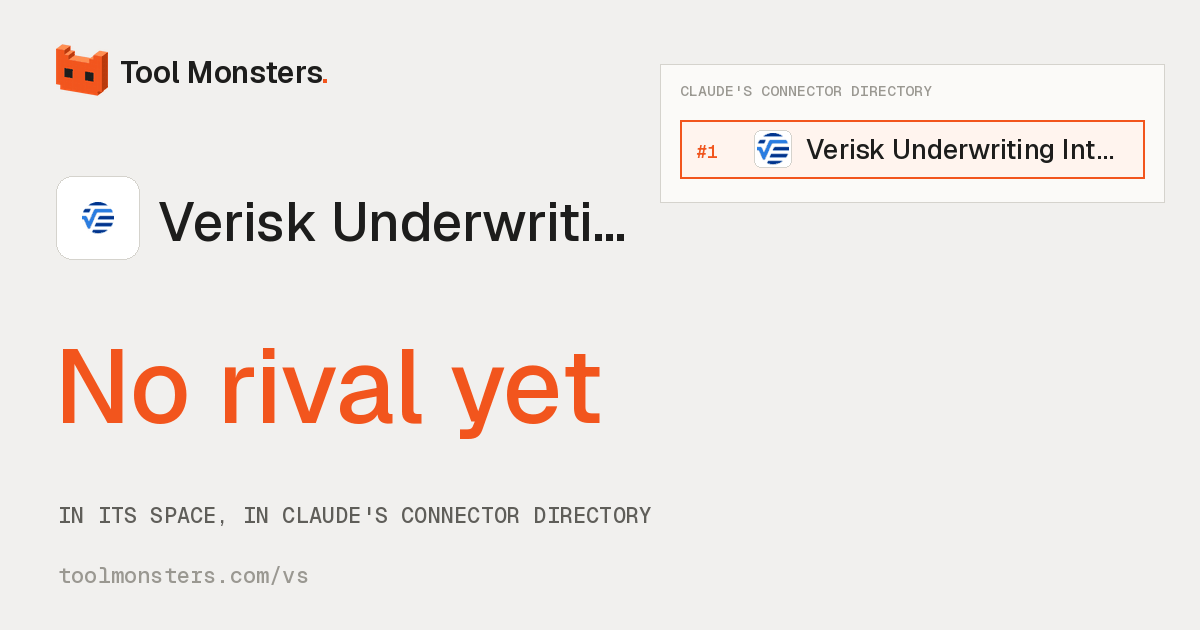 Tool Monsters.
CLAUDE'S CONNECTOR DIRECTORY
#1 Verisk Underwriting Int...
Verisk Underwriti...
No rival yet
IN ITS SPACE, IN CLAUDE'S CONNECTOR DIRECTORY
toolmonsters.com/vs